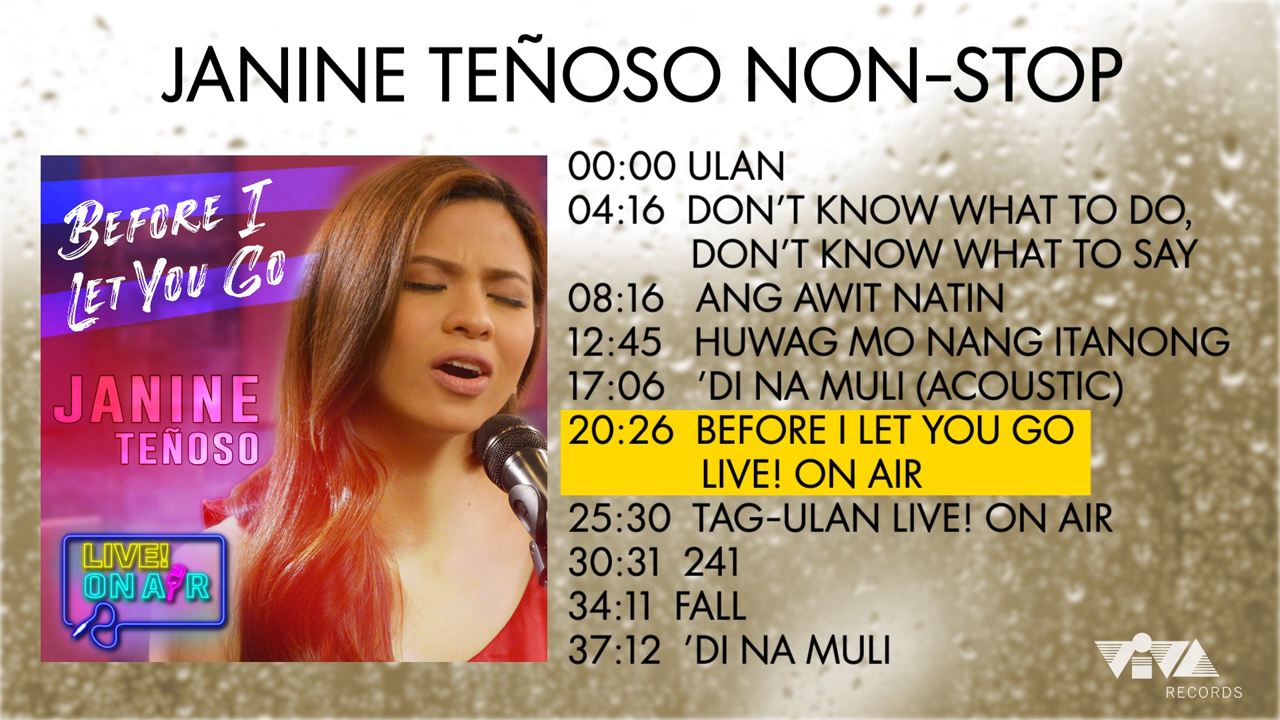 JANINE TEÑOSO NON-STOP
BEFORE I
LET YOU GO
JANINE
TEÑOSO
LIVE!
ON AIR
00:00 ULAN
04:16 DON'T KNOW WHAT TO DO,
DON'T KNOW WHAT TO SAY
08:16 ANG AWIT NATIN
12:45 HUWAG MO NANG ITANONG
17:06 'DI NA MULI (ACOUSTIC)
20:26 BEFORE I LET YOU GO
LIVE! ON AIR
25:30 TAG-ULAN LIVE! ON AIR
30:31 241
34:11 FALL
37:12 'DI NA MULI
VIVA
RECORDS